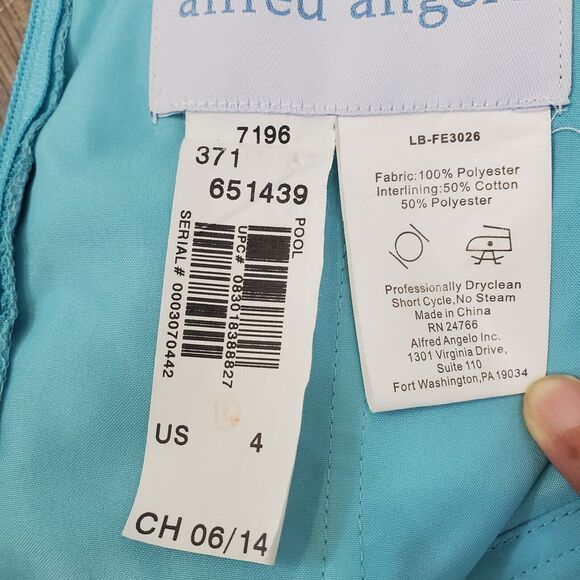 alfred angelo
7196
371
651439
POOL
UPC# 083018388827
SERIAL# 0003070442
US 4
CH 06/14
LB-FE3026
Fabric:100% Polyester
Interlining:50% Cotton
50% Polyester
Professionally Dryclean
Short Cycle,No Steam
Made in China
RN 24766
Alfred Angelo Inc.
1301 Virginia Drive,
Suite 110
Fort Washington,PA19034